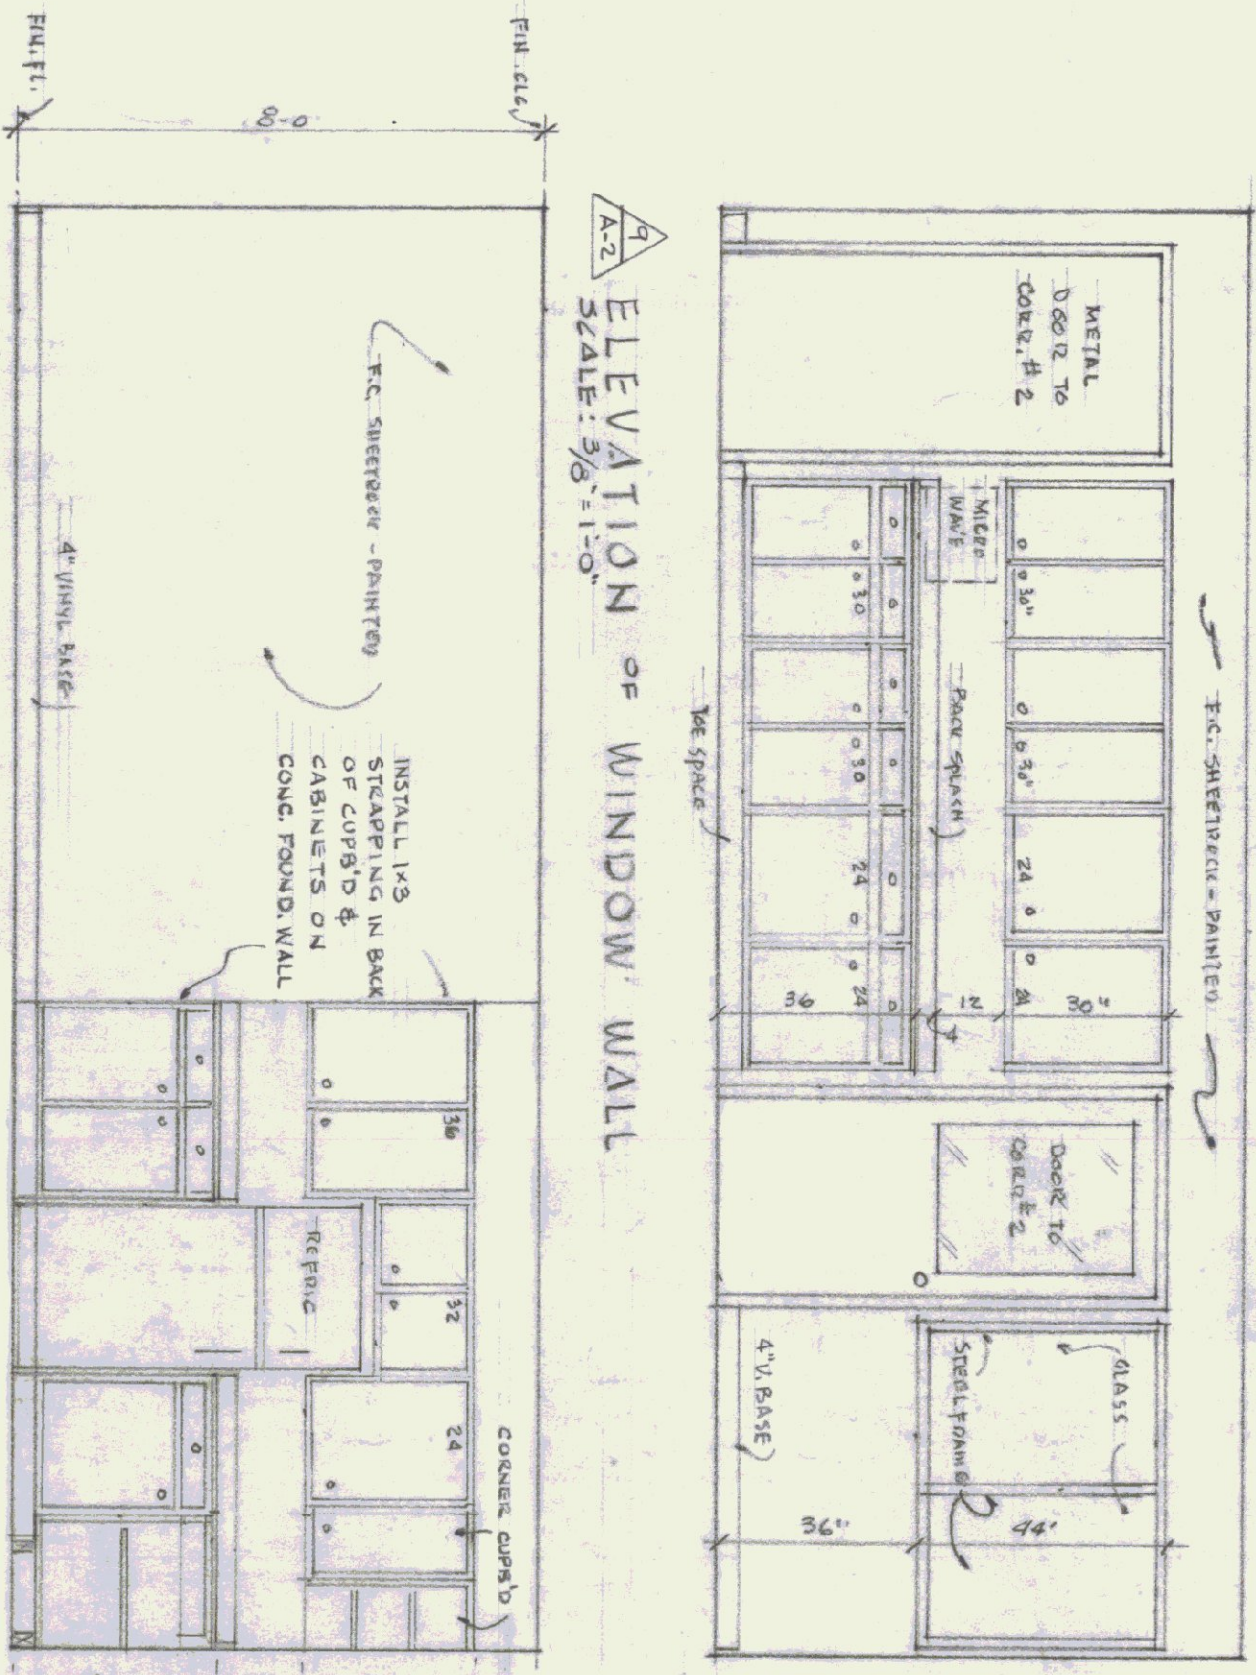 F.C. SHEETROCK - PAINTED
METAL
DOOR TO
CORR. # 2
MICRO
WAVE
BACK SPLASH
30"
30"
24
24
30"
12
4
30
30
24
24
36
TOE SPACE
DOOR TO
CORR # 2
GLASS
STEEL FRAME
4" V. BASE
44"
36"
9
A-2
ELEVATION OF WINDOW WALL
SCALE: 3/8" = 1'-0"
FIN. CLG.
8-0
FIN. FL.
F.C. SHEETROCK - PAINTED
4" VINYL BASE
INSTALL 1x3
STRAPPING IN BACK
OF CUPB'D &
CABINETS ON
CONC. FOUND. WALL
36
32
24
REFRIG
CORNER CUPB'D